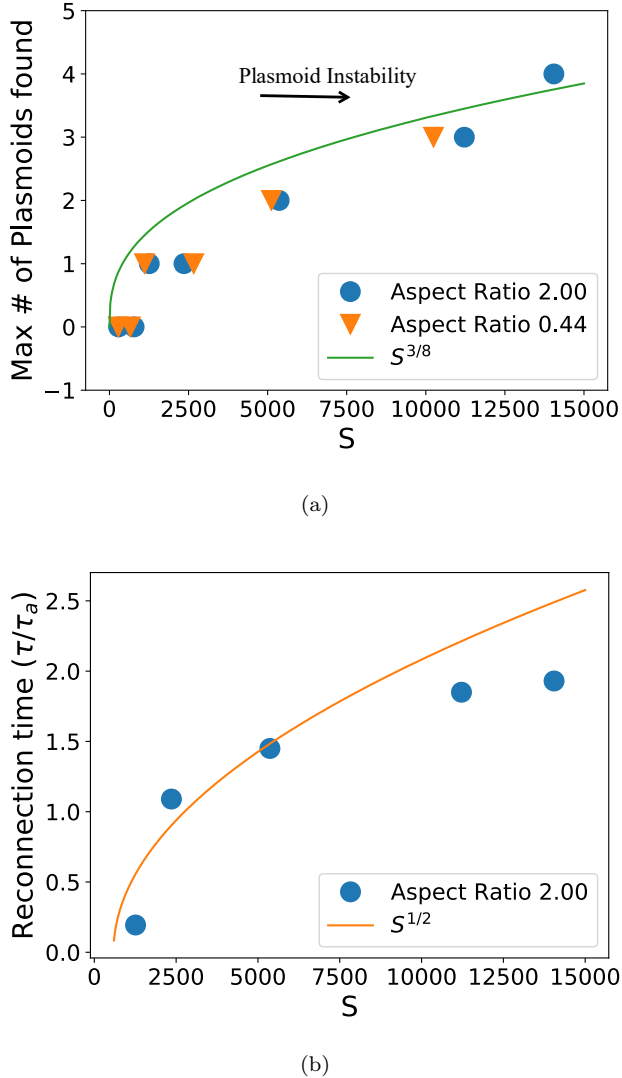 4
3
2
1
0
−1
Max # of Plasmoids found
Plasmoid Instability
Aspect Ratio 2.00
Aspect Ratio 0.44
S^{3/8}
0 2500 5000 7500 10000 12500 15000
S
(a)
2.5
2.0
1.5
1.0
0.5
0.0
Reconnection time (τ/τ_a)
Aspect Ratio 2.00
S^{1/2}
0 2500 5000 7500 10000 12500 15000
S
(b)